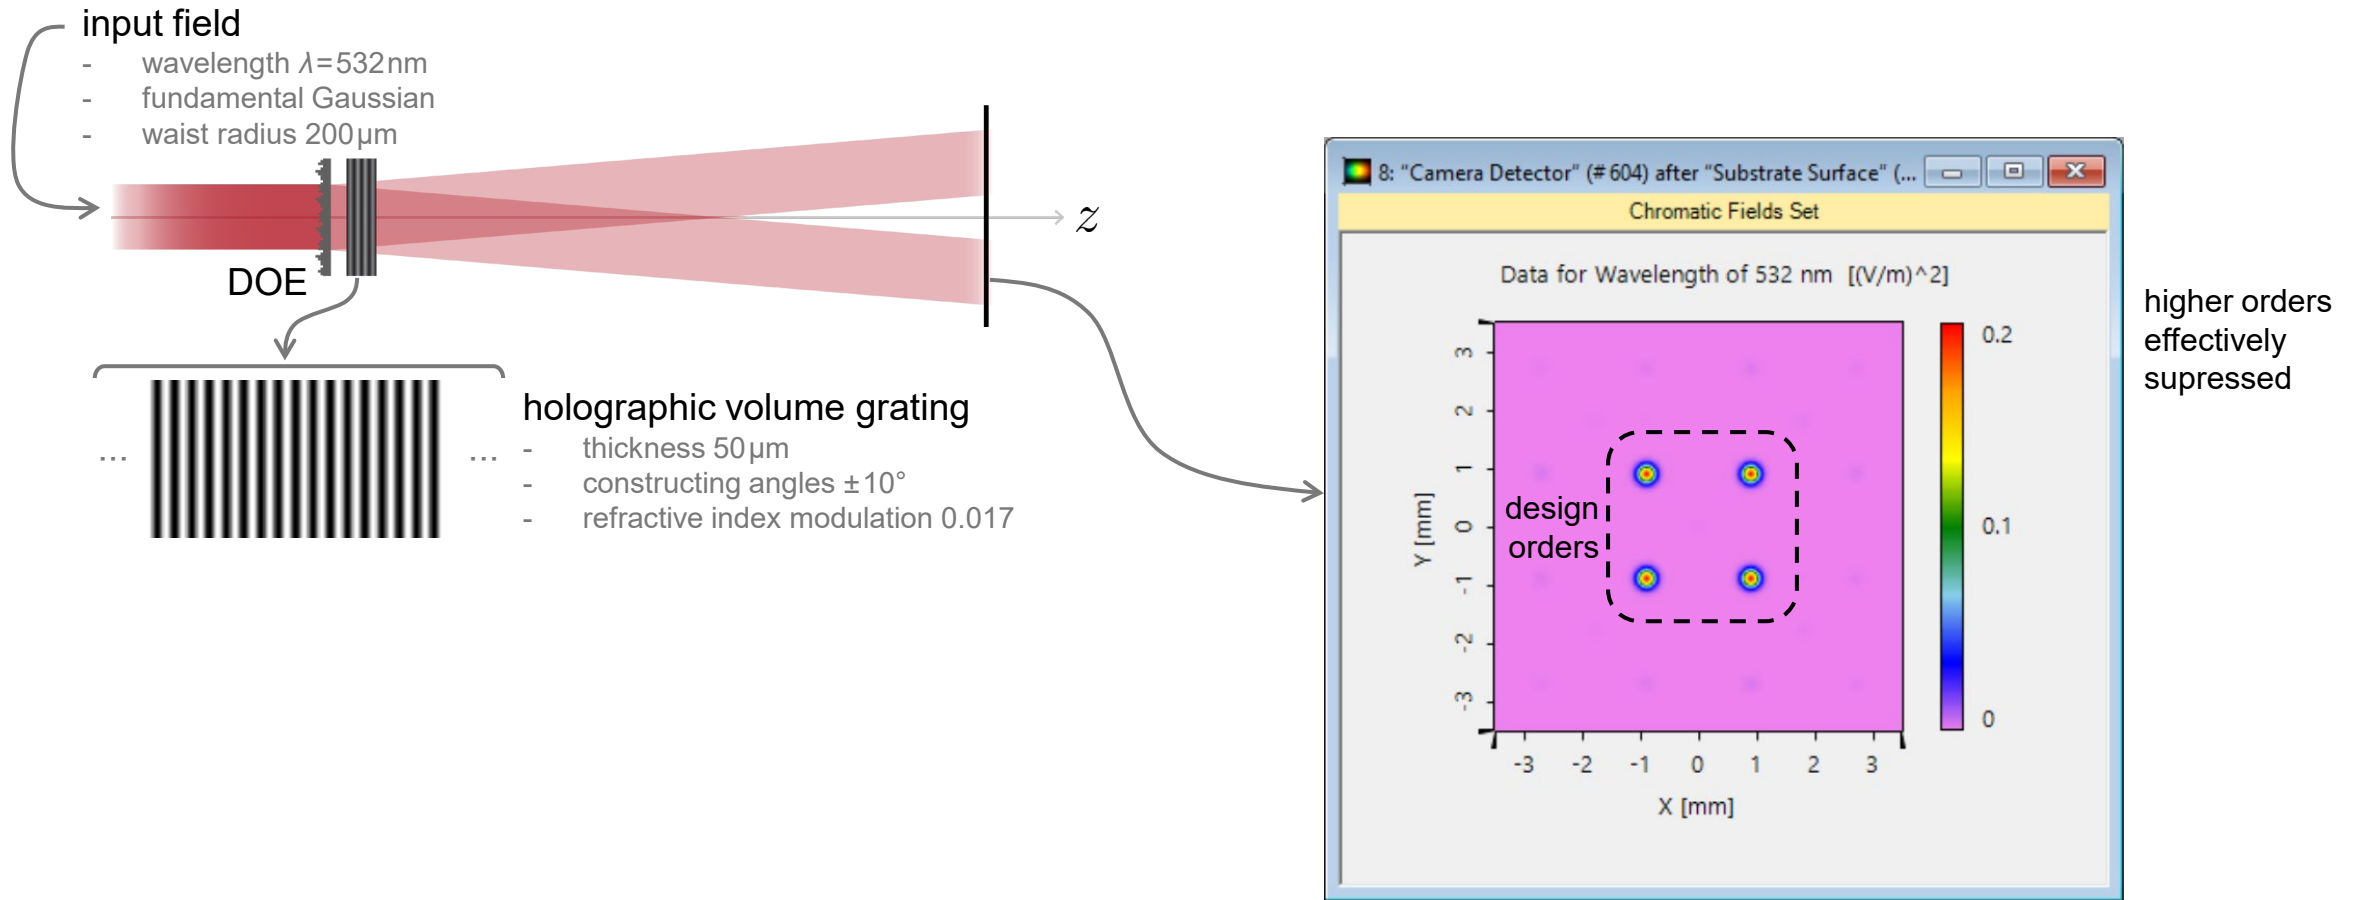 input field
- wavelength λ=532nm
- fundamental Gaussian
- waist radius 200µm
DOE
z
...
...
holographic volume grating
- thickness 50µm
- constructing angles ±10°
- refractive index modulation 0.017
8: "Camera Detector" (# 604) after "Substrate Surface" (...
Chromatic Fields Set
Data for Wavelength of 532 nm [(V/m)^2]
3
2
1
0
-1
-2
-3
Y [mm]
design
orders
-3 -2 -1 0 1 2 3
X [mm]
0.2
0.1
0
higher orders
effectively
supressed